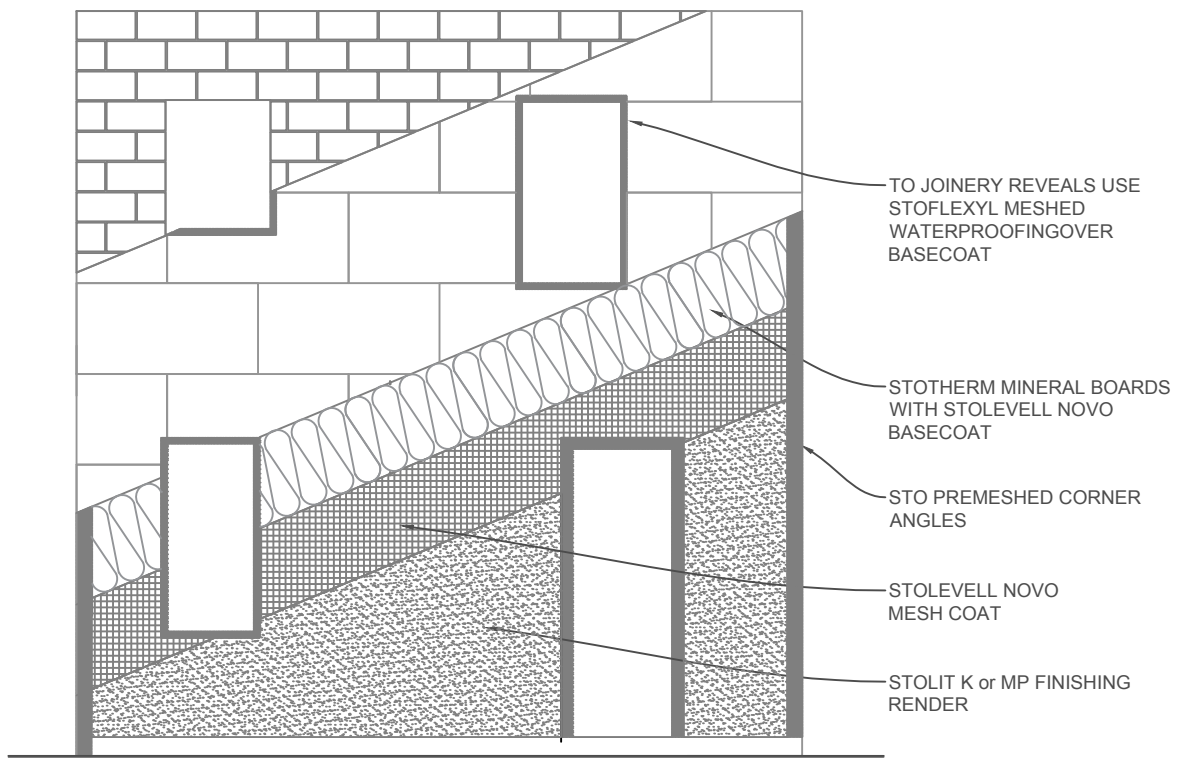 TO JOINERY REVEALS USE
STOFLEXYL MESHED
WATERPROOFINGOVER
BASECOAT
STOTHERM MINERAL BOARDS
WITH STOLEVELL NOVO
BASECOAT
STO PREMESHED CORNER
ANGLES
STOLEVELL NOVO
MESH COAT
STOLIT K or MP FINISHING
RENDER